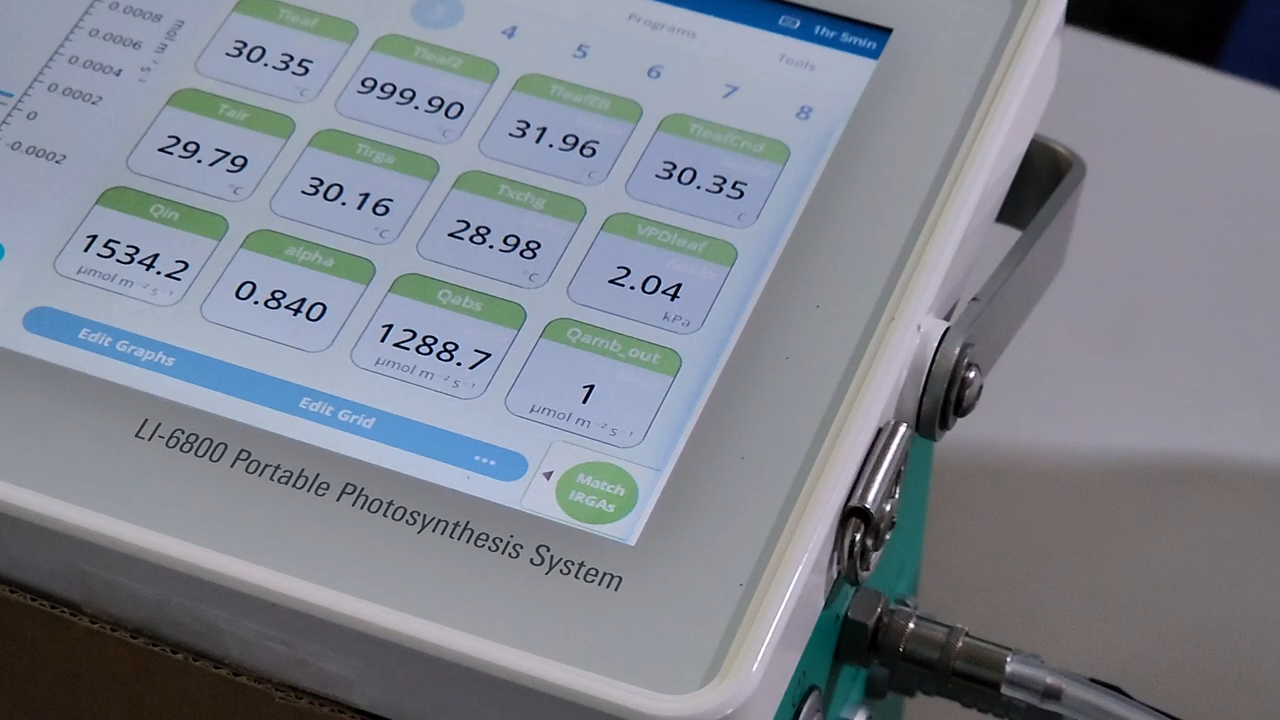 1hr 5min
Programs
Tools
3 4 5 6 7 8
0.0008
0.0006
0.0004
0.0002
0
-0.0002
mol m⁻² s⁻¹
Tleaf
30.35
°C
Tleaf2
999.90
°C
TleafEB
31.96
C
TleafCnd
30.35
C
Tair
29.79
°C
Tirga
30.16
°C
Txchg
28.98
°C
VPDleaf
2.04
kPa
Qin
1534.2
µmol m⁻² s⁻¹
alpha
0.840
Qabs
1288.7
µmol m⁻² s⁻¹
Qamb_out
1
µmol m⁻² s⁻¹
Edit Graphs
Edit Grid
...
Match
IRGAs
LI-6800 Portable Photosynthesis System